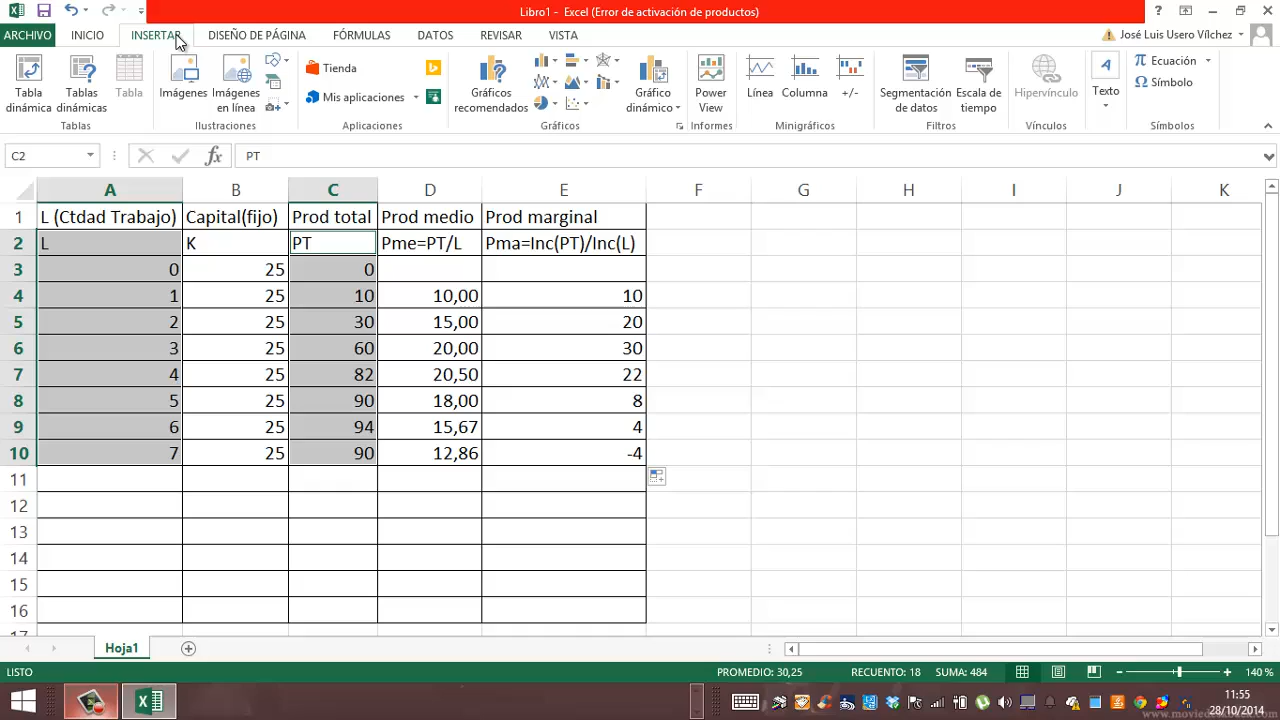 Libro1 - Excel (Error de activación de productos)
ARCHIVO INICIO INSERTAR DISEÑO DE PÁGINA FÓRMULAS DATOS REVISAR VISTA José Luis Usero Vílchez
Tabla dinámica Tablas dinámicas Tabla Imágenes Imágenes en línea Tienda Mis aplicaciones Gráficos recomendados Gráfico dinámico Power View Línea Columna +/- Segmentación de datos Escala de tiempo Hipervínculo Texto Ecuación Símbolo
Tablas Ilustraciones Aplicaciones Gráficos Informes Minigráficos Filtros Vínculos Símbolos
C2 fx PT
A B C D E F G H I J K
1 L (Ctdad Trabajo) Capital(fijo) Prod total Prod medio Prod marginal
2 L K PT Pme=PT/L Pma=Inc(PT)/Inc(L)
3 0 25 0
4 1 25 10 10,00 10
5 2 25 30 15,00 20
6 3 25 60 20,00 30
7 4 25 82 20,50 22
8 5 25 90 18,00 8
9 6 25 94 15,67 4
10 7 25 90 12,86 -4
11
12
13
14
15
16
17
Hoja1
LISTO PROMEDIO: 30,25 RECUENTO: 18 SUMA: 484 140 %
11:55
28/10/2014